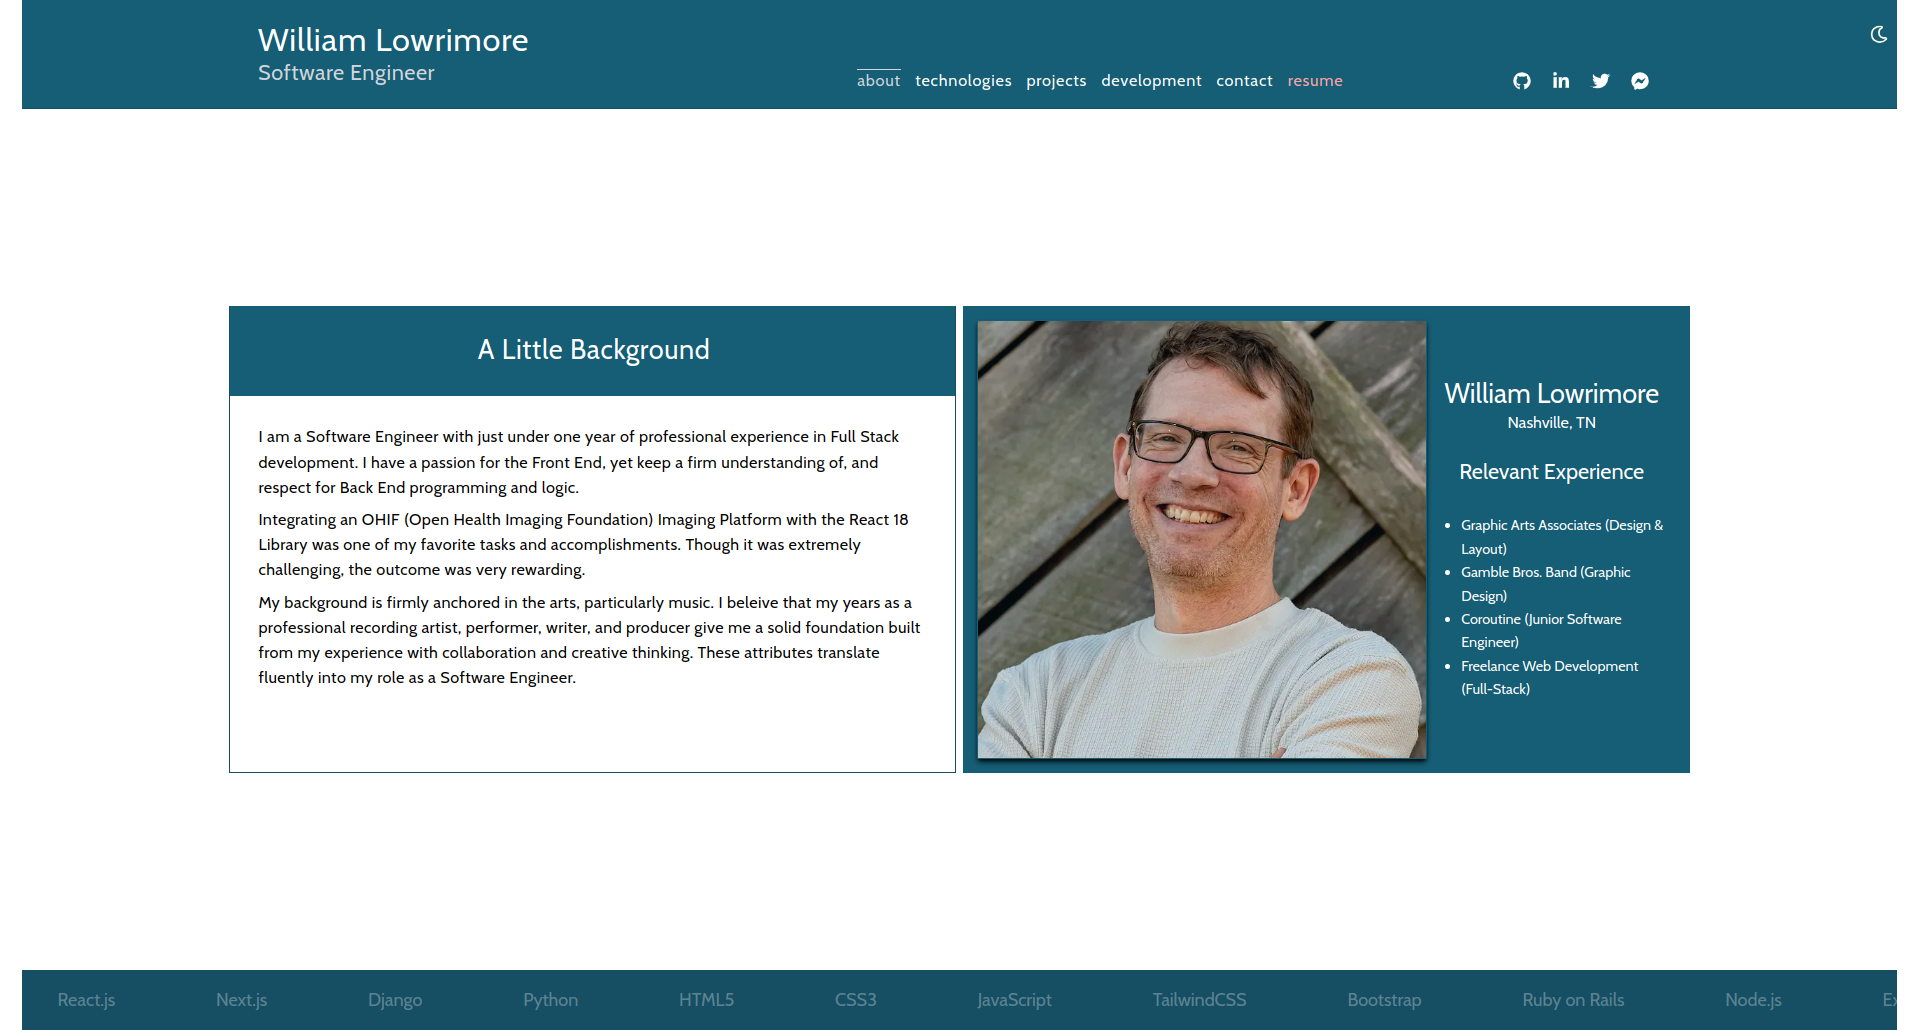 William Lowrimore
Software Engineer
about technologies projects development contact resume
A Little Background
I am a Software Engineer with just under one year of professional experience in Full Stack
development. I have a passion for the Front End, yet keep a firm understanding of, and
respect for Back End programming and logic.
Integrating an OHIF (Open Health Imaging Foundation) Imaging Platform with the React 18
Library was one of my favorite tasks and accomplishments. Though it was extremely
challenging, the outcome was very rewarding.
My background is firmly anchored in the arts, particularly music. I beleive that my years as a
professional recording artist, performer, writer, and producer give me a solid foundation built
from my experience with collaboration and creative thinking. These attributes translate
fluently into my role as a Software Engineer.
William Lowrimore
Nashville, TN
Relevant Experience
Graphic Arts Associates (Design &
Layout)
Gamble Bros. Band (Graphic
Design)
Coroutine (Junior Software
Engineer)
Freelance Web Development
(Full-Stack)
React.js Next.js Django Python HTML5 CSS3 JavaScript TailwindCSS Bootstrap Ruby on Rails Node.js